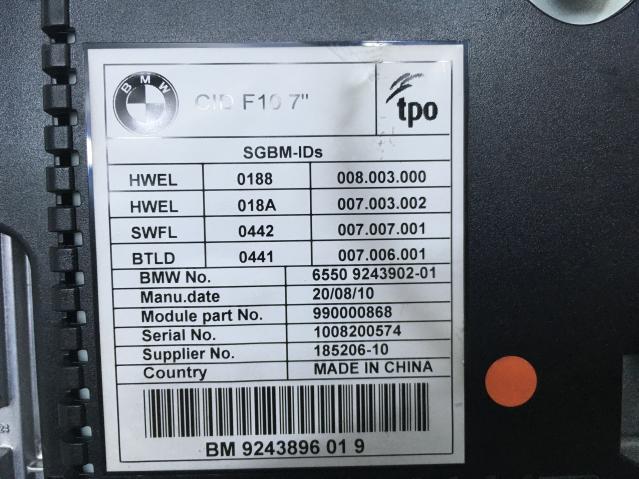 BMW
CID F10 7"
tpo
SGBM-IDs
HWEL 0188 008.003.000
HWEL 018A 007.003.002
SWFL 0442 007.007.001
BTLD 0441 007.006.001
BMW No. 6550 9243902-01
Manu.date 20/08/10
Module part No. 990000868
Serial No. 1008200574
Supplier No. 185206-10
Country MADE IN CHINA
BM 9243896 01 9